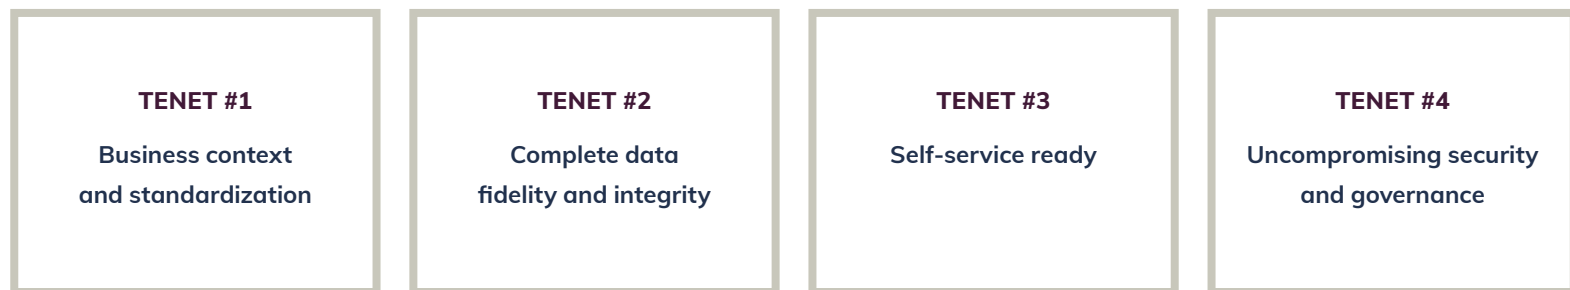 TENET #1
Business context
and standardization
TENET #2
Complete data
fidelity and integrity
TENET #3
Self-service ready
TENET #4
Uncompromising security
and governance